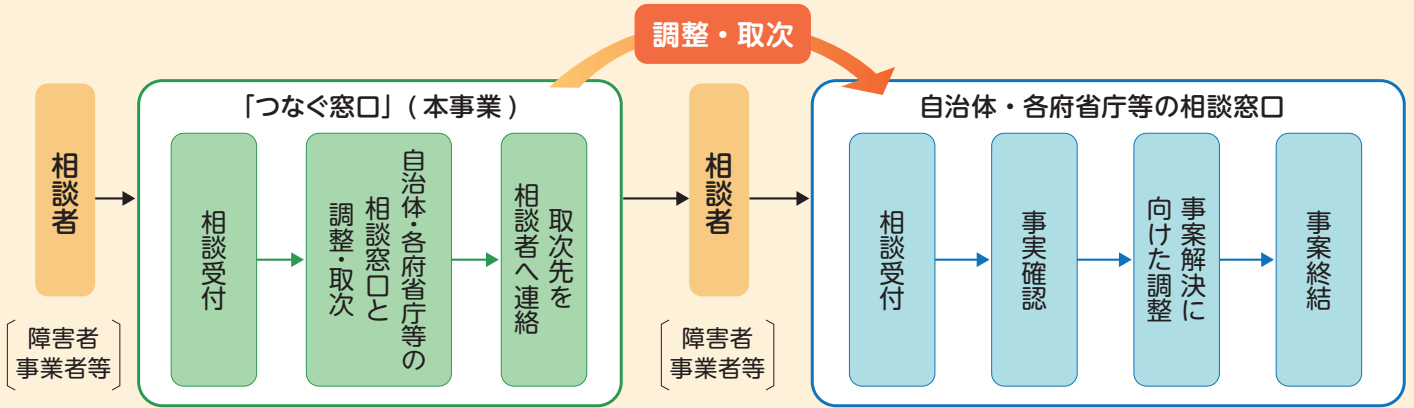 調整・取次
相談者
障害者
事業者等
「つなぐ窓口」(本事業)
相談受付
自治体・各府省庁等の
相談窓口と
調整・取次
取次先を
相談者へ連絡
相談者
障害者
事業者等
自治体・各府省庁等の相談窓口
相談受付
事実確認
事案解決に
向けた調整
事案終結